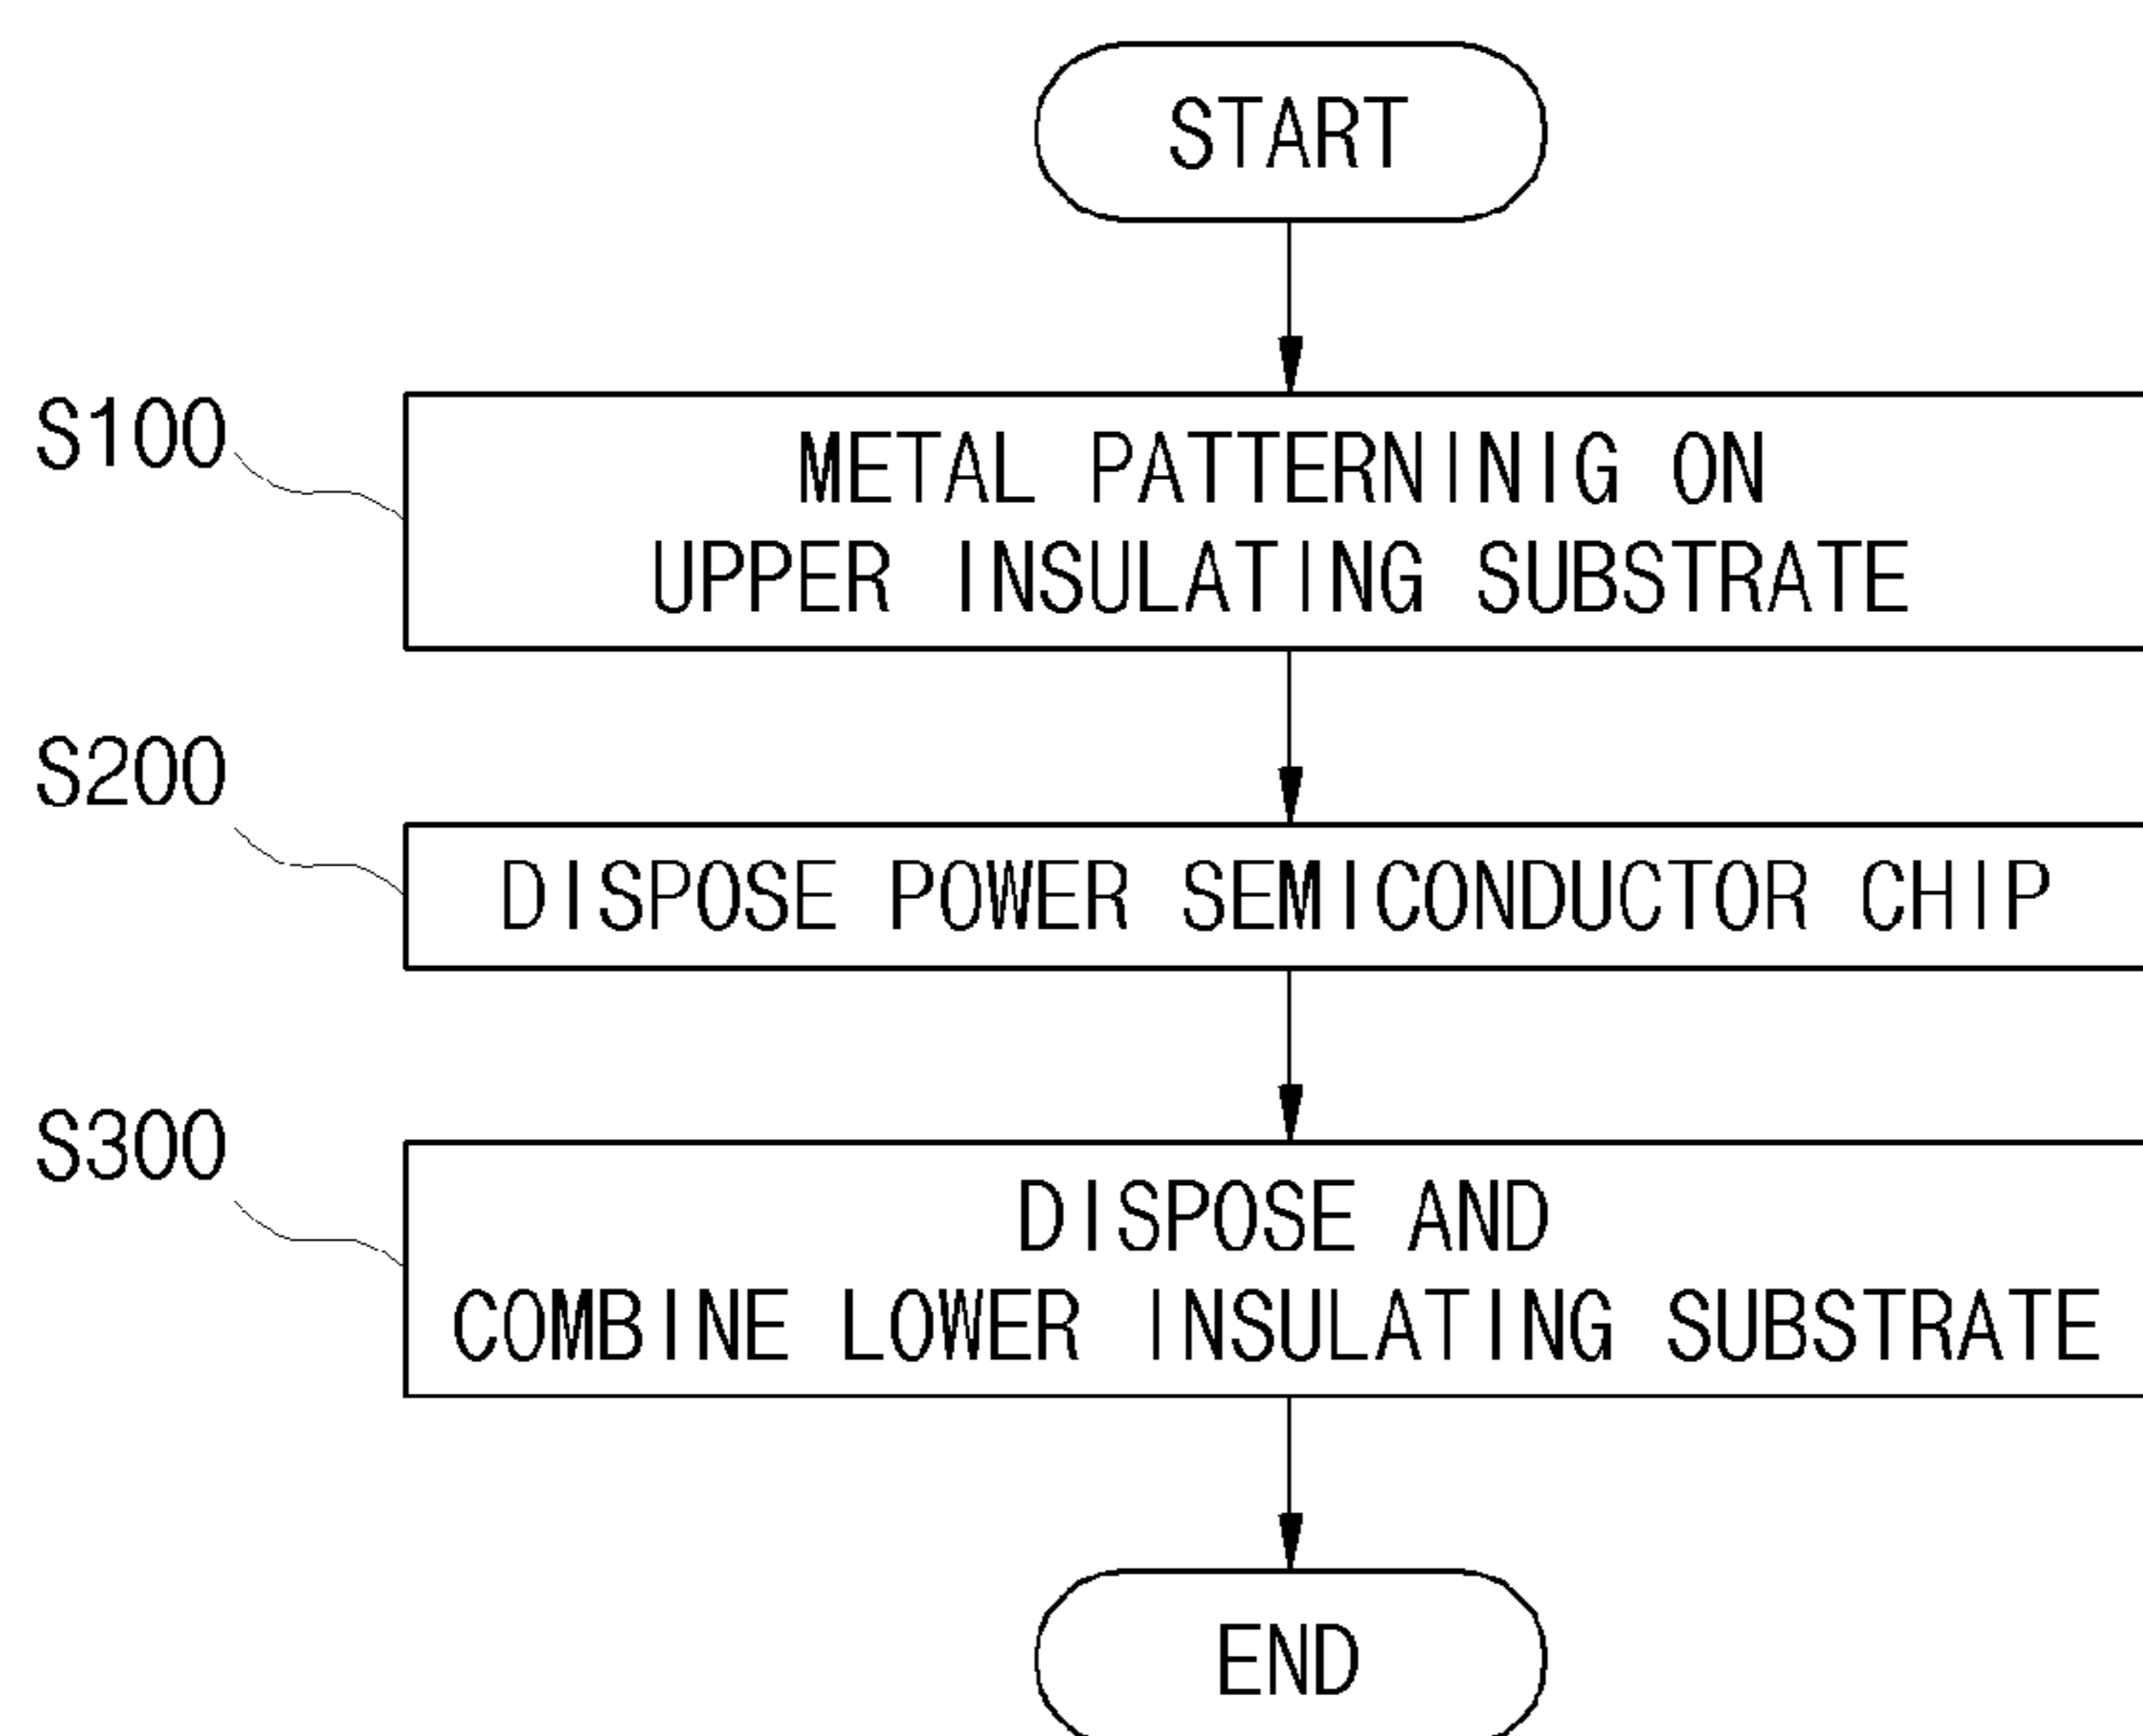 START
S100
METAL PATTERNINIG ON
UPPER INSULATING SUBSTRATE
S200
DISPOSE POWER SEMICONDUCTOR CHIP
S300
DISPOSE AND
COMBINE LOWER INSULATING SUBSTRATE
END